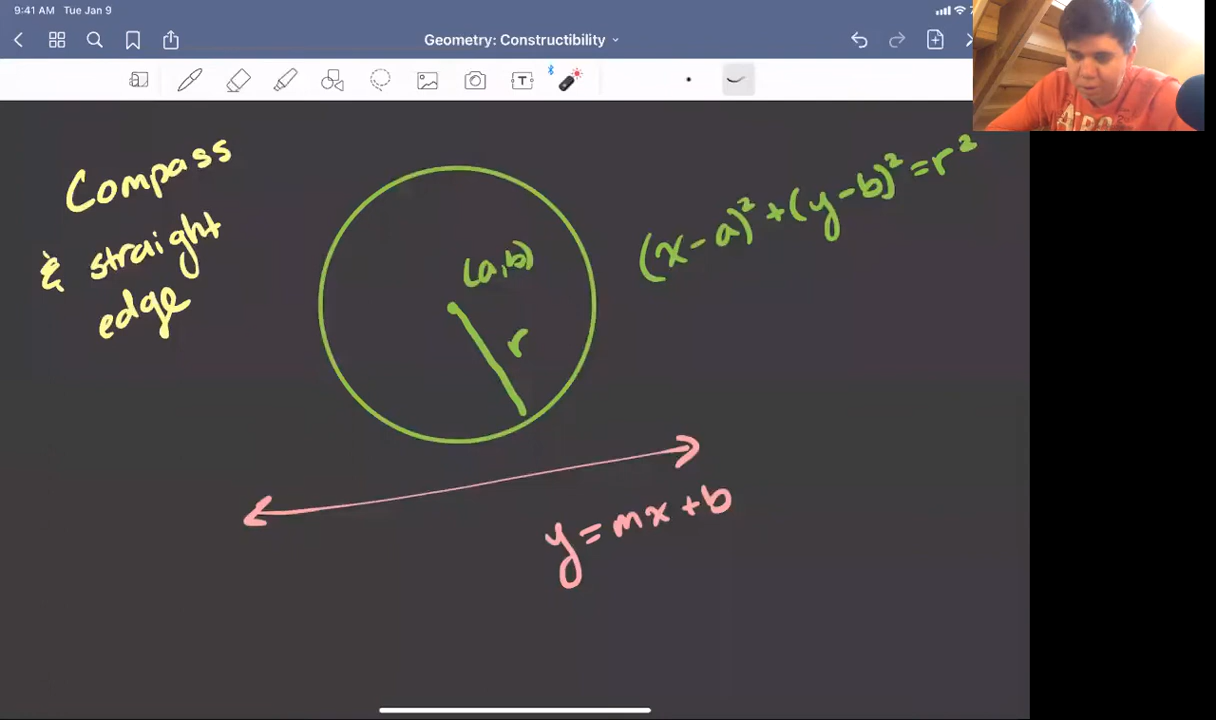 9:41 AM Tue Jan 9
Geometry: Constructibility
T
Compass
& straight
edge
(a,b)
r
(x-a)²+(y-b)²=r²
y=mx+b